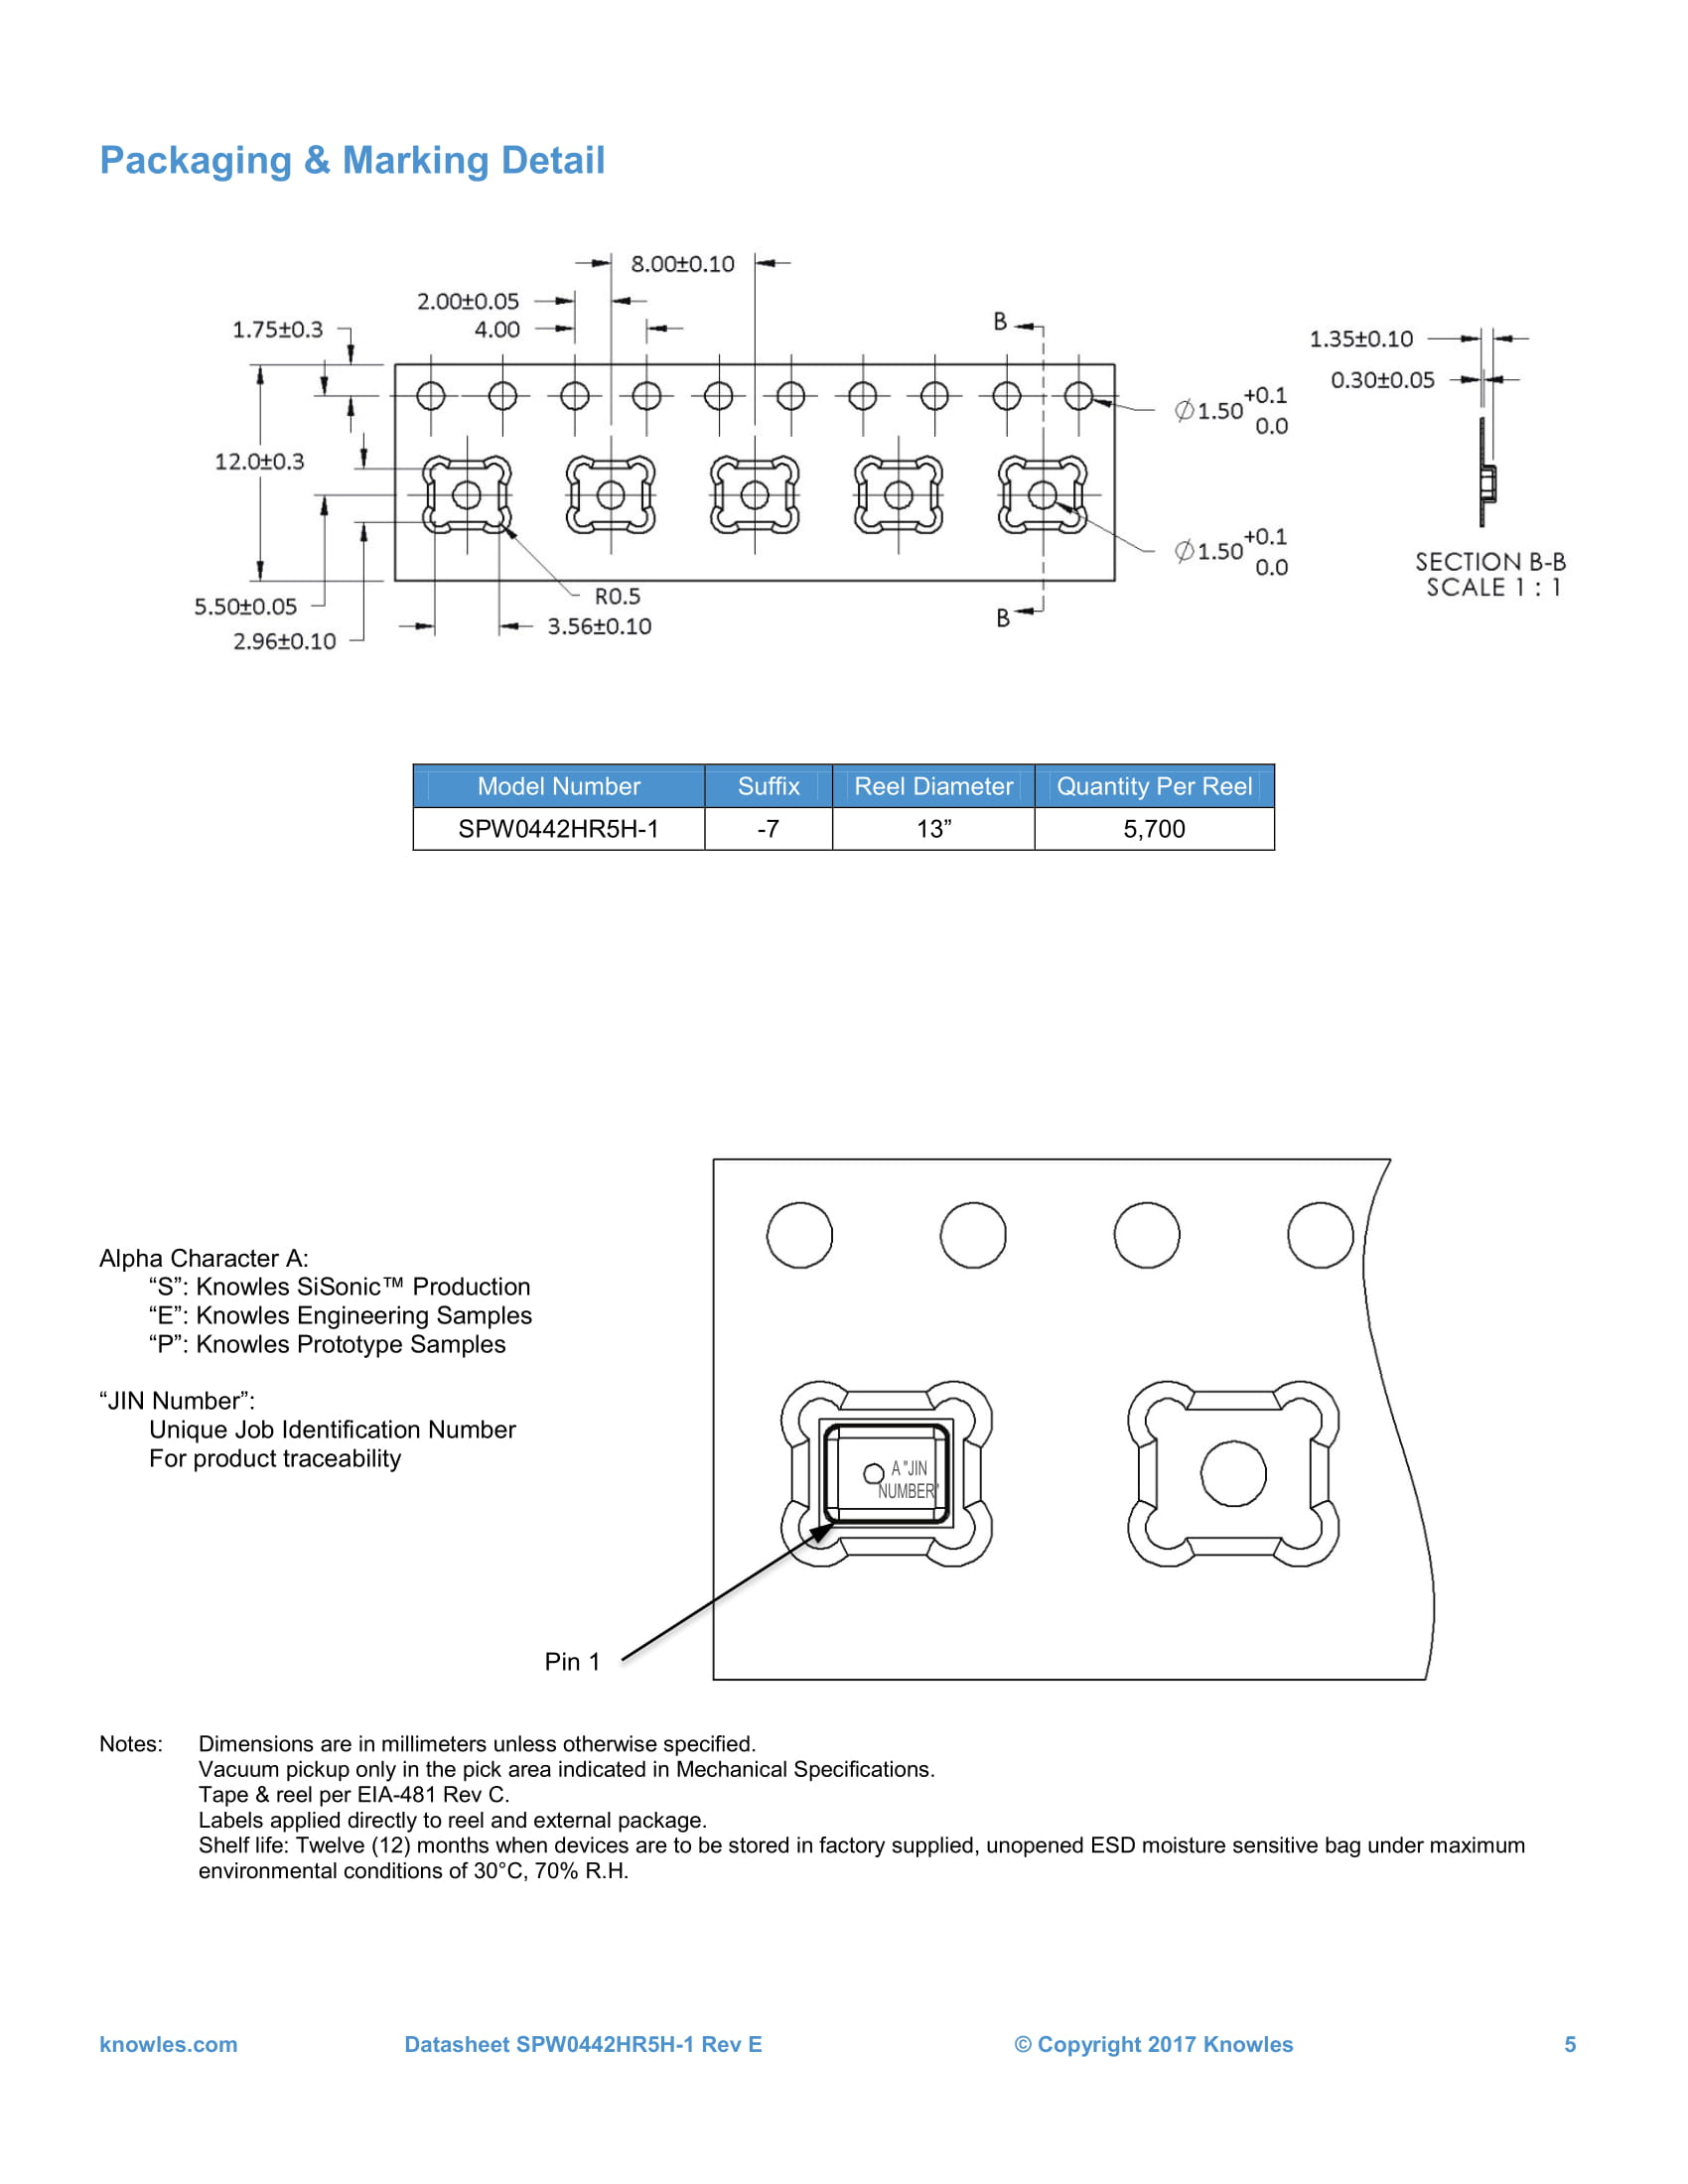 Packaging & Marking Detail
8.00±0.10
2.00±0.05
4.00
1.75±0.3
B
1.35±0.10
0.30±0.05
∅1.50 +0.1
0.0
12.0±0.3
∅1.50 +0.1
0.0
SECTION B-B
SCALE 1 : 1
R0.5
5.50±0.05
B
3.56±0.10
2.96±0.10
Model Number Suffix Reel Diameter Quantity Per Reel
SPW0442HR5H-1 -7 13” 5,700
Alpha Character A:
“S”: Knowles SiSonic™ Production
“E”: Knowles Engineering Samples
“P”: Knowles Prototype Samples
“JIN Number”:
Unique Job Identification Number
For product traceability
A "JIN
NUMBER"
Pin 1
Notes: Dimensions are in millimeters unless otherwise specified.
Vacuum pickup only in the pick area indicated in Mechanical Specifications.
Tape & reel per EIA-481 Rev C.
Labels applied directly to reel and external package.
Shelf life: Twelve (12) months when devices are to be stored in factory supplied, unopened ESD moisture sensitive bag under maximum
environmental conditions of 30°C, 70% R.H.
knowles.com Datasheet SPW0442HR5H-1 Rev E © Copyright 2017 Knowles 5